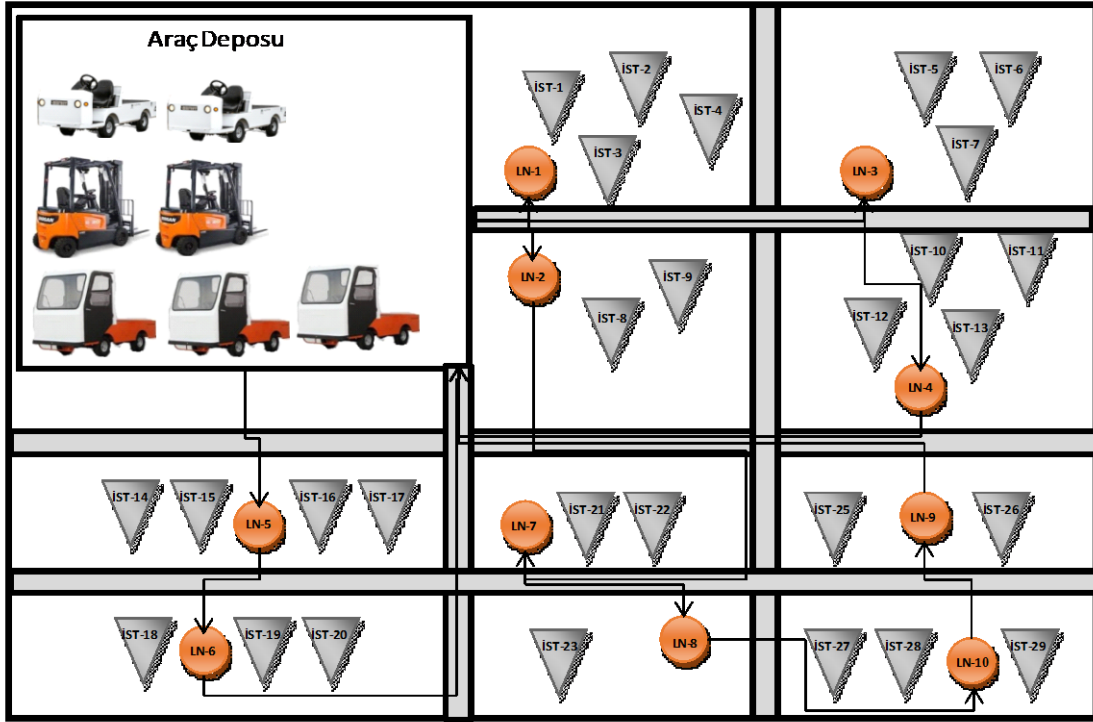 Araç Deposu
İST-1
İST-2
İST-3
İST-4
LN-1
İST-5
İST-6
İST-7
LN-3
LN-2
İST-9
İST-8
İST-10
İST-11
İST-12
İST-13
LN-4
İST-14
İST-15
LN-5
İST-16
İST-17
LN-7
İST-21
İST-22
İST-25
LN-9
İST-26
İST-18
LN-6
İST-19
İST-20
İST-23
LN-8
İST-27
İST-28
LN-10
İST-29